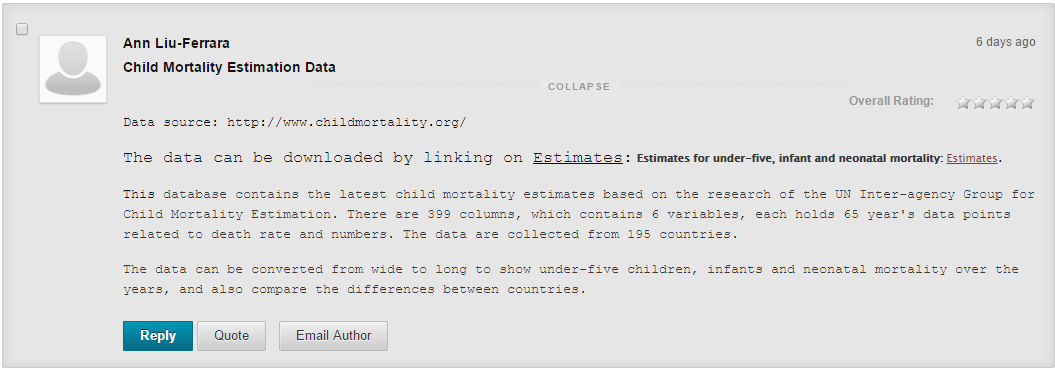 Ann Liu-Ferrara
6 days ago
Child Mortality Estimation Data
COLLAPSE
Overall Rating:
Data source: http://www.childmortality.org/
The data can be downloaded by linking on Estimates: Estimates for under-five, infant and neonatal mortality: Estimates.
This database contains the latest child mortality estimates based on the research of the UN Inter-agency Group for
Child Mortality Estimation. There are 399 columns, which contains 6 variables, each holds 65 year's data points
related to death rate and numbers. The data are collected from 195 countries.
The data can be converted from wide to long to show under-five children, infants and neonatal mortality over the
years, and also compare the differences between countries.
Reply Quote Email Author